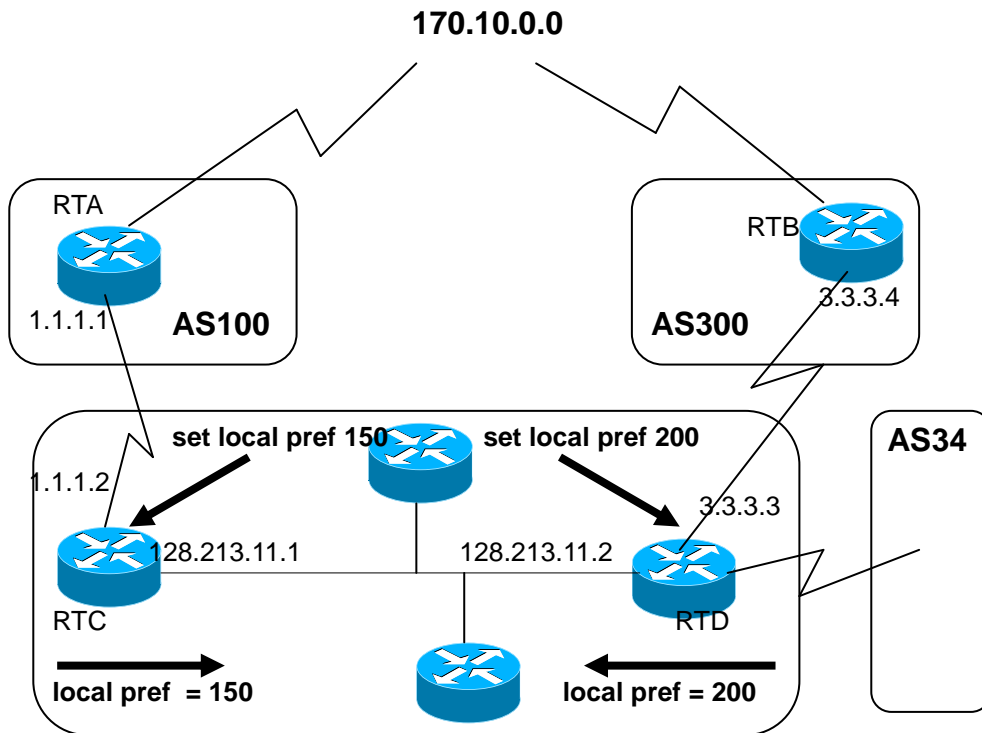 170.10.0.0
RTA
RTB
1.1.1.1
AS100
AS300
3.3.3.4
set local pref 150
set local pref 200
AS34
1.1.1.2
3.3.3.3
128.213.11.1
128.213.11.2
RTC
RTD
local pref = 150
local pref = 200